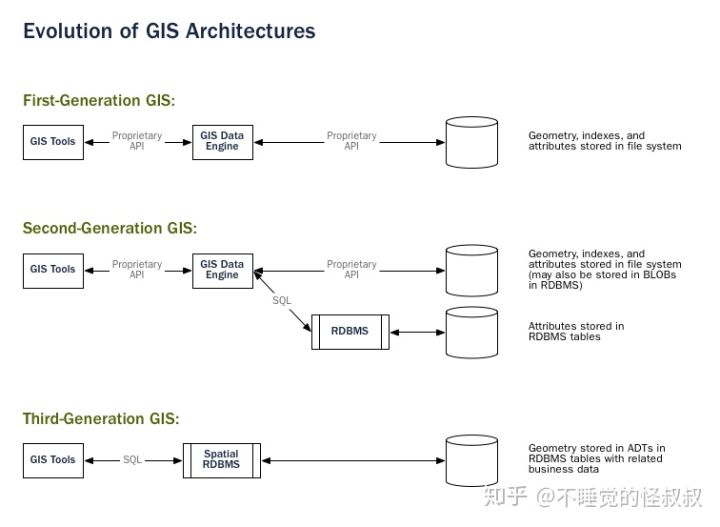 Evolution of GIS Architectures
First-Generation GIS:
GIS Tools
Proprietary
API
GIS Data
Engine
Proprietary
API
Geometry, indexes, and
attributes stored in file system
Second-Generation GIS:
GIS Tools
Proprietary
API
GIS Data
Engine
Proprietary
API
Geometry, indexes, and
attributes stored in file system
(may also be stored in BLOBs
in RDBMS)
SQL
RDBMS
Attributes stored in
RDBMS tables
Third-Generation GIS:
GIS Tools
SQL
Spatial
RDBMS
Geometry stored in ADTs in
RDBMS tables with related
business data
知乎 @不睡觉的怪叔叔